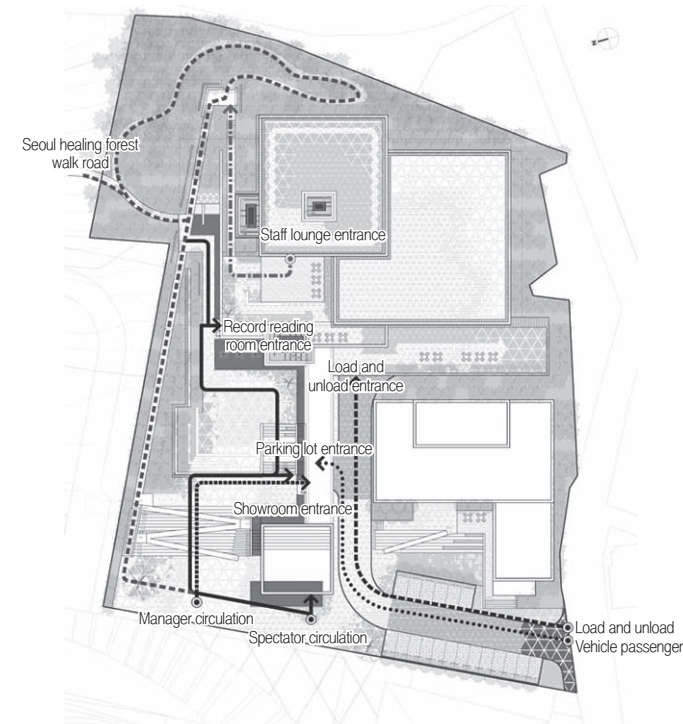 Seoul healing forest
walk road
Staff lounge entrance
Record reading
room entrance
Load and
unload entrance
Parking lot entrance
Showroom entrance
Manager circulation
Spectator circulation
Load and unload
Vehicle passenger